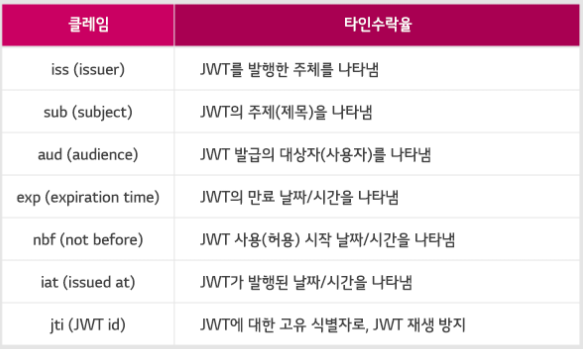 클레임 타인수락율
iss (issuer) JWT를 발행한 주체를 나타냄
sub (subject) JWT의 주제(제목)을 나타냄
aud (audience) JWT 발급의 대상자(사용자)를 나타냄
exp (expiration time) JWT의 만료 날짜/시간을 나타냄
nbf (not before) JWT 사용(허용) 시작 날짜/시간을 나타냄
iat (issued at) JWT가 발행된 날짜/시간을 나타냄
jti (JWT id) JWT에 대한 고유 식별자로, JWT 재생 방지